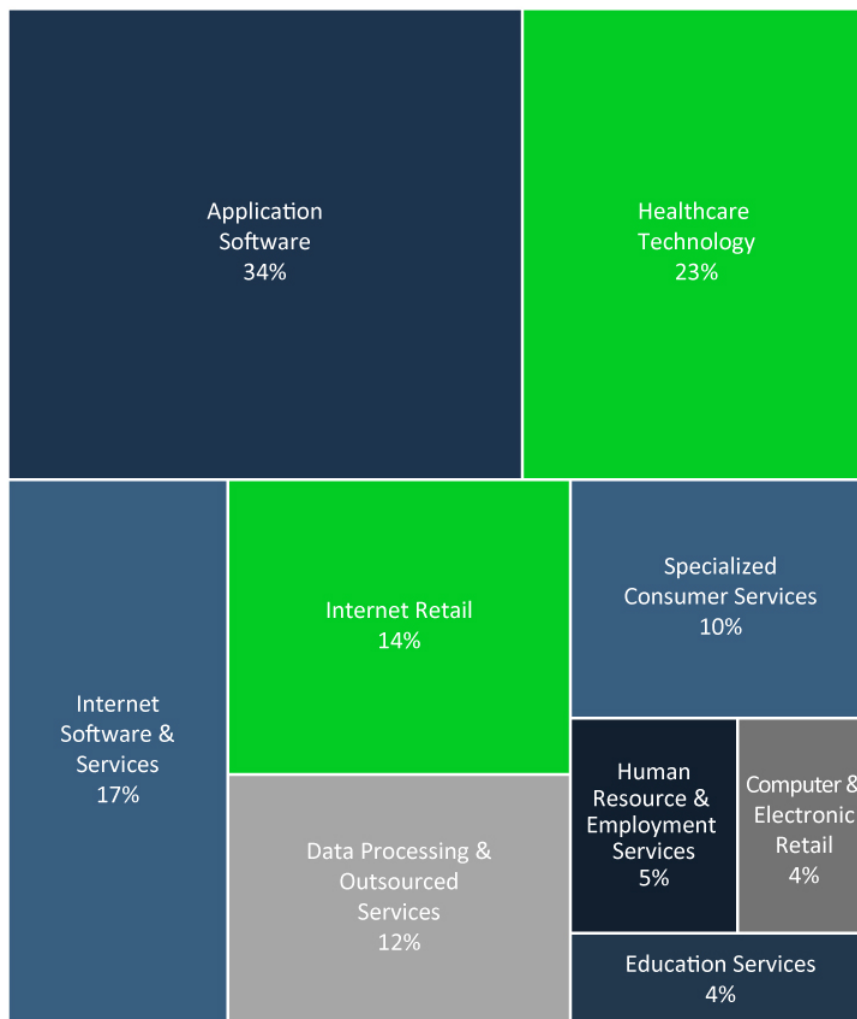 Application
Software
34%
Healthcare
Technology
23%
Internet
Software &
Services
17%
Internet Retail
14%
Data Processing &
Outsourced
Services
12%
Specialized
Consumer Services
10%
Human
Resource &
Employment
Services
5%
Computer &
Electronic
Retail
4%
Education Services
4%